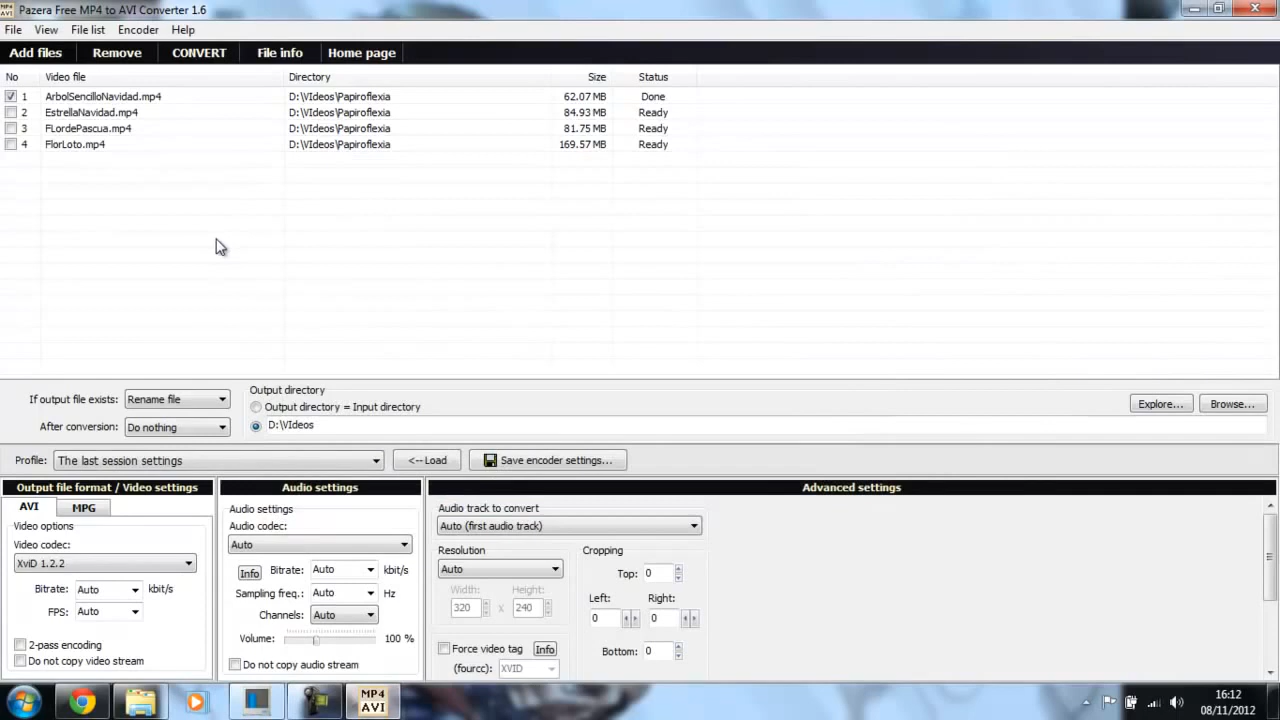 Pazera Free MP4 to AVI Converter 1.6
File View File list Encoder Help
Add files Remove CONVERT File info Home page
No Video file Directory Size Status
1 ArbolSencilloNavidad.mp4 D:\VIdeos\Papiroflexia 62.07 MB Done
2 EstrellaNavidad.mp4 D:\VIdeos\Papiroflexia 84.93 MB Ready
3 FLordePascua.mp4 D:\VIdeos\Papiroflexia 81.75 MB Ready
4 FlorLoto.mp4 D:\VIdeos\Papiroflexia 169.57 MB Ready
Output directory
If output file exists: Rename file Output directory = Input directory Explore... Browse...
After conversion: Do nothing D:\VIdeos
Profile: The last session settings <--Load Save encoder settings...
Output file format / Video settings Audio settings Advanced settings
AVI MPG
Video options
Video codec:
XviD 1.2.2
Bitrate: Auto kbit/s
FPS: Auto
2-pass encoding
Do not copy video stream
Audio settings
Audio codec:
Auto
Info Bitrate: Auto kbit/s
Sampling freq.: Auto Hz
Channels: Auto
Volume: 100 %
Do not copy audio stream
Audio track to convert
Auto (first audio track)
Resolution
Auto
Width: Height:
320 x 240
Force video tag Info
(fourcc): XVID
Cropping
Top: 0
Left: Right:
0 0
Bottom: 0
MP4
AVI
16:12
08/11/2012